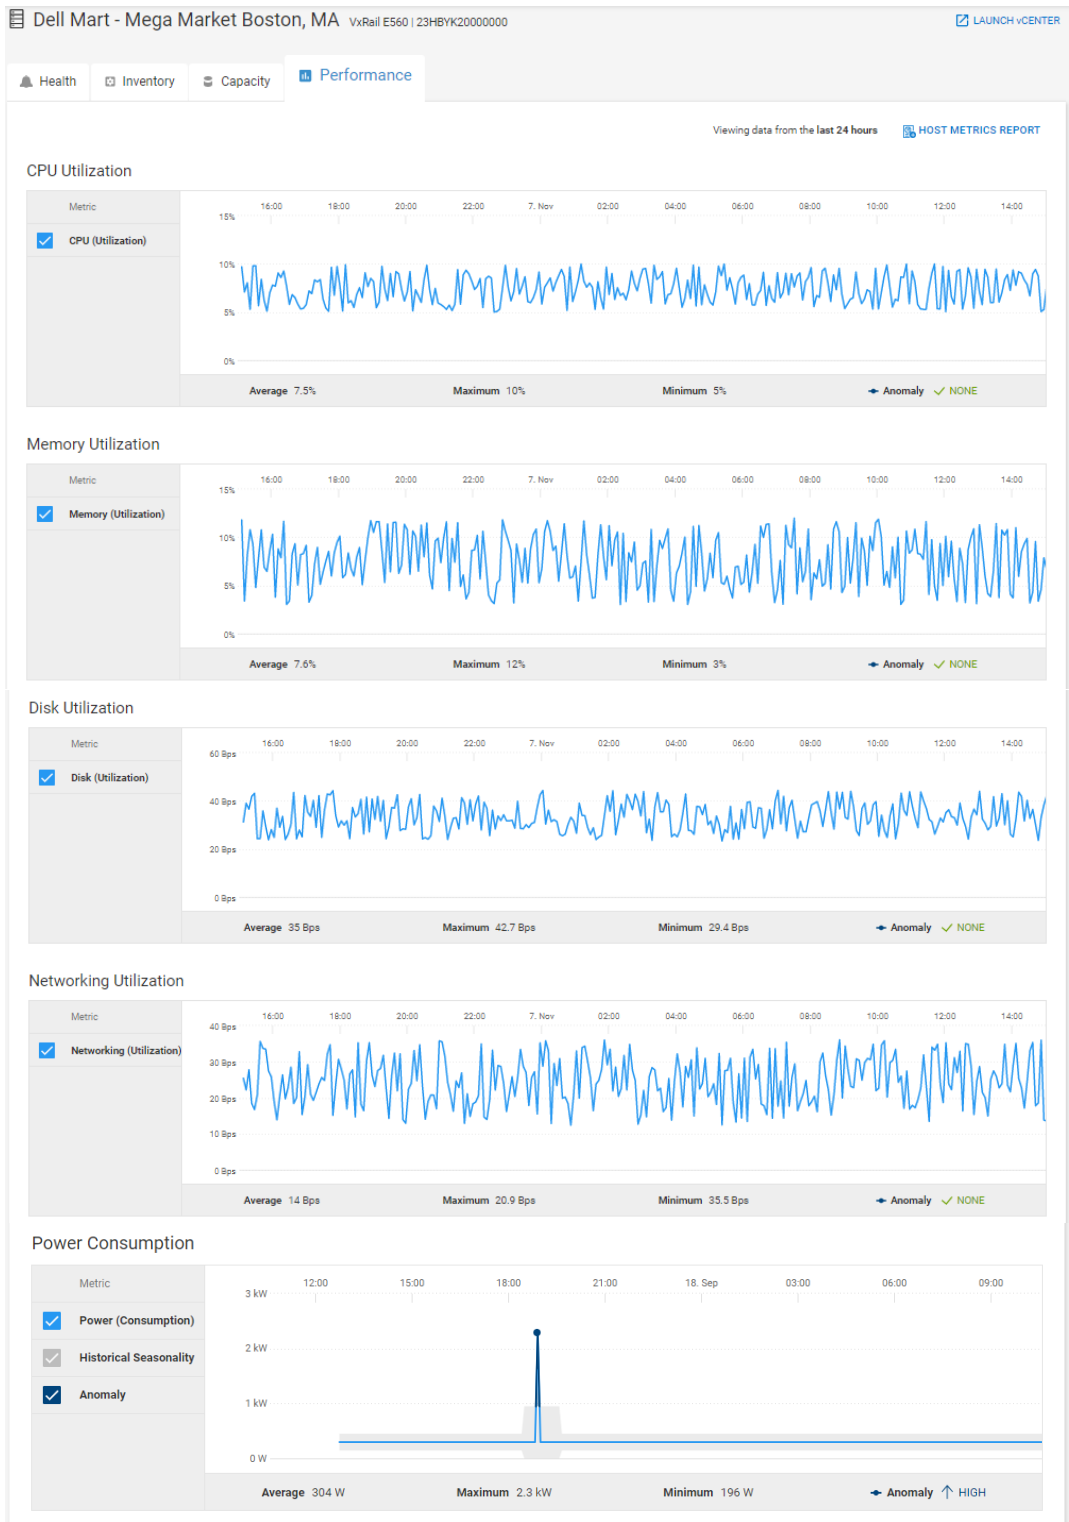 Dell Mart - Mega Market Boston, MA VxRail E560 | 23HBYK20000000
LAUNCH vCENTER
Health Inventory Capacity Performance
Viewing data from the last 24 hours HOST METRICS REPORT
CPU Utilization
Metric
CPU (Utilization)
16:00 18:00 20:00 22:00 7. Nov 02:00 04:00 06:00 08:00 10:00 12:00 14:00
15%
10%
5%
0%
Average 7.5% Maximum 10% Minimum 5% Anomaly NONE
Memory Utilization
Metric
Memory (Utilization)
16:00 18:00 20:00 22:00 7. Nov 02:00 04:00 06:00 08:00 10:00 12:00 14:00
15%
10%
5%
0%
Average 7.6% Maximum 12% Minimum 3% Anomaly NONE
Disk Utilization
Metric
Disk (Utilization)
16:00 18:00 20:00 22:00 7. Nov 02:00 04:00 06:00 08:00 10:00 12:00 14:00
60 Bps
40 Bps
20 Bps
0 Bps
Average 35 Bps Maximum 42.7 Bps Minimum 29.4 Bps Anomaly NONE
Networking Utilization
Metric
Networking (Utilization)
16:00 18:00 20:00 22:00 7. Nov 02:00 04:00 06:00 08:00 10:00 12:00 14:00
40 Bps
30 Bps
20 Bps
10 Bps
0 Bps
Average 14 Bps Maximum 20.9 Bps Minimum 35.5 Bps Anomaly NONE
Power Consumption
Metric
Power (Consumption)
Historical Seasonality
Anomaly
12:00 15:00 18:00 21:00 18. Sep 03:00 06:00 09:00
3 kW
2 kW
1 kW
0 W
Average 304 W Maximum 2.3 kW Minimum 196 W Anomaly HIGH